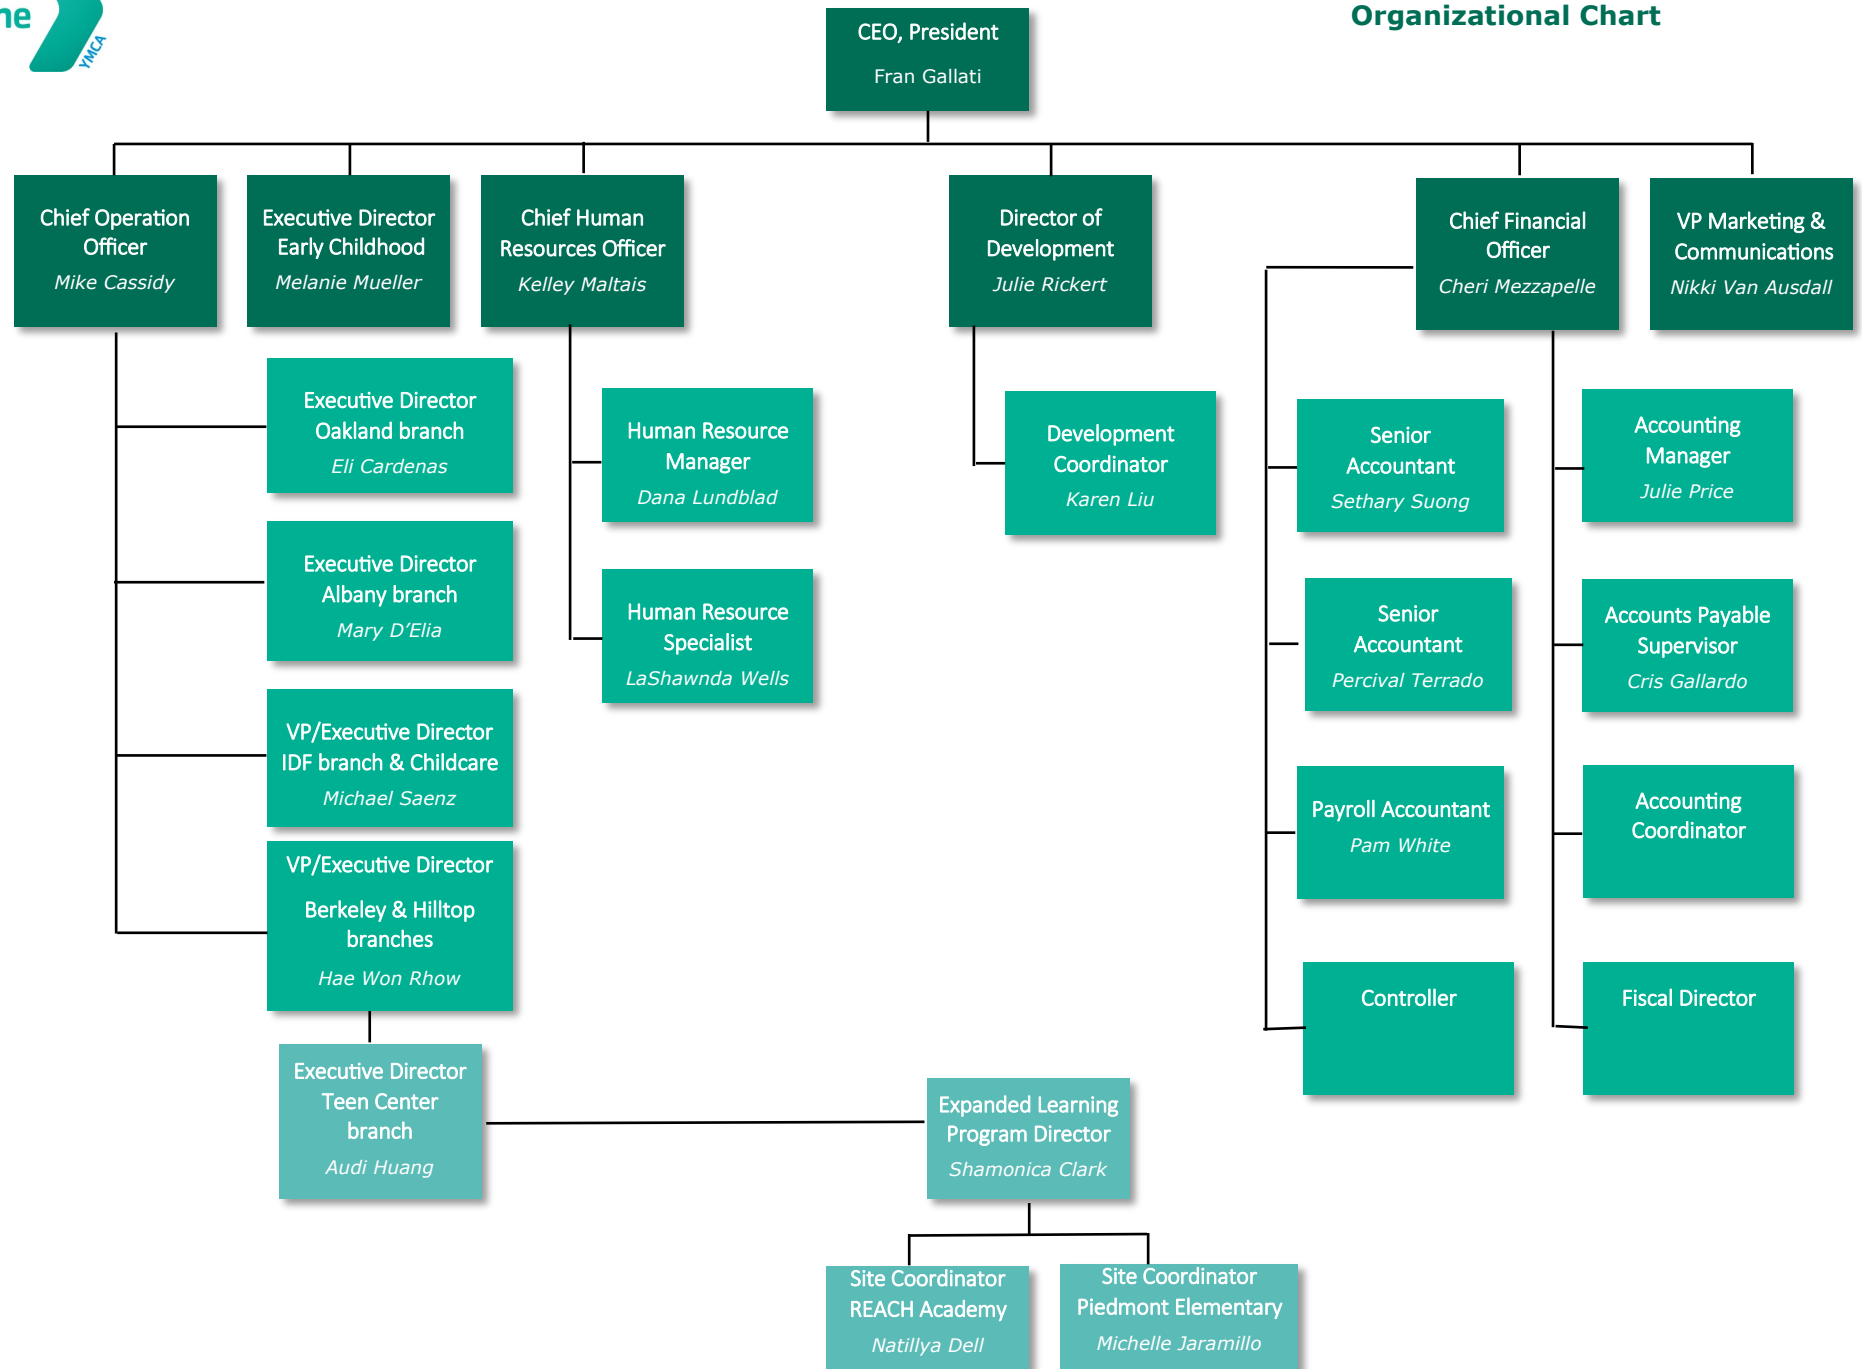 he
YMCA
Organizational Chart
CEO, President
Fran Gallati
Chief Operation
Officer
Mike Cassidy
Executive Director
Early Childhood
Melanie Mueller
Chief Human
Resources Officer
Kelley Maltais
Director of
Development
Julie Rickert
Chief Financial
Officer
Cheri Mezzapelle
VP Marketing &
Communications
Nikki Van Ausdall
Executive Director
Oakland branch
Eli Cardenas
Executive Director
Albany branch
Mary D’Elia
VP/Executive Director
IDF branch & Childcare
Michael Saenz
VP/Executive Director
Berkeley & Hilltop
branches
Hae Won Rhow
Human Resource
Manager
Dana Lundblad
Human Resource
Specialist
LaShawnda Wells
Development
Coordinator
Karen Liu
Senior
Accountant
Sethary Suong
Senior
Accountant
Percival Terrado
Payroll Accountant
Pam White
Controller
Accounting
Manager
Julie Price
Accounts Payable
Supervisor
Cris Gallardo
Accounting
Coordinator
Fiscal Director
Executive Director
Teen Center
branch
Audi Huang
Expanded Learning
Program Director
Shamonica Clark
Site Coordinator
REACH Academy
Natillya Dell
Site Coordinator
Piedmont Elementary
Michelle Jaramillo